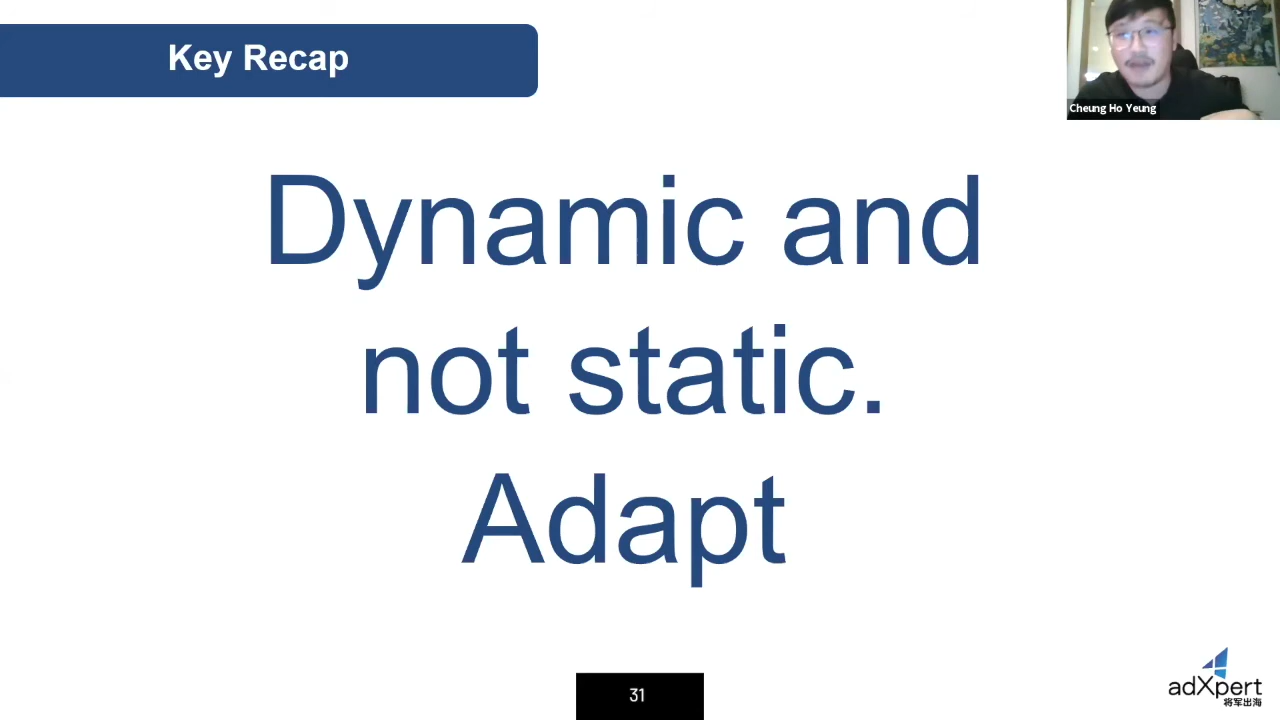 Key Recap
Cheung Ho Yeung
Dynamic and
not static.
Adapt
31
adXpert
将军出海